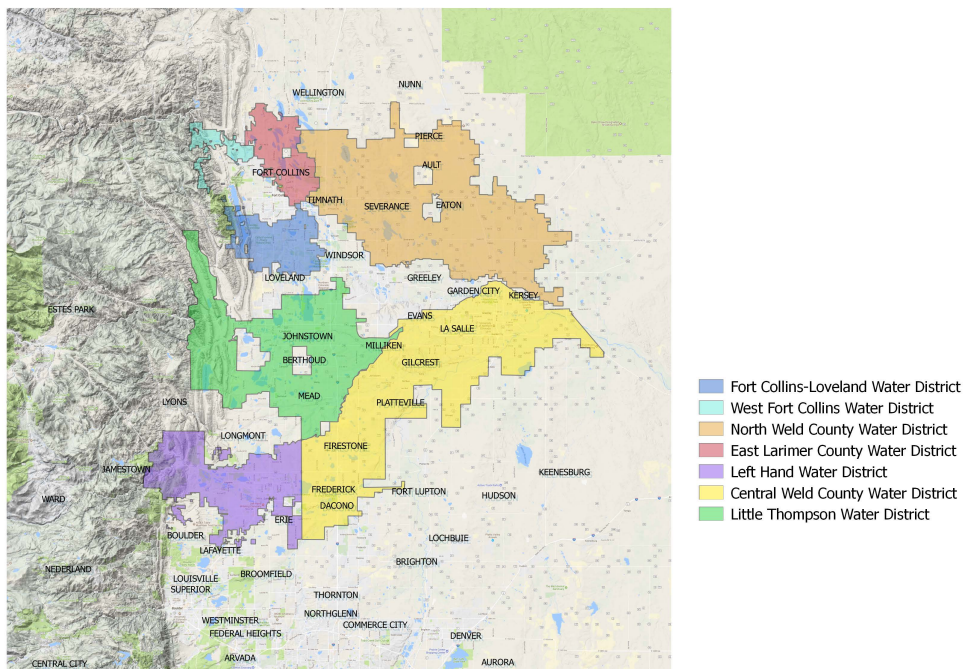 NUNN
WELLINGTON
PIERCE
AULT
FORT COLLINS
TIMNATH
SEVERANCE
EATON
WINDSOR
LOVELAND
GREELEY
GARDEN CITY
KERSEY
ESTES PARK
EVANS
LA SALLE
JOHNSTOWN
MILLIKEN
BERTHOUD
GILCREST
MEAD
LYONS
PLATTEVILLE
LONGMONT
FIRESTONE
JAMESTOWN
KEENESBURG
WARD
FREDERICK
FORT LUPTON
HUDSON
DACONO
ERIE
BOULDER
LOCHBUIE
LAFAYETTE
BRIGHTON
NEDERLAND
BROOMFIELD
LOUISVILLE
SUPERIOR
THORNTON
NORTHGLENN
WESTMINSTER
COMMERCE CITY
FEDERAL HEIGHTS
DENVER
ARVADA
CENTRAL CITY
AURORA
Fort Collins-Loveland Water District
West Fort Collins Water District
North Weld County Water District
East Larimer County Water District
Left Hand Water District
Central Weld County Water District
Little Thompson Water District